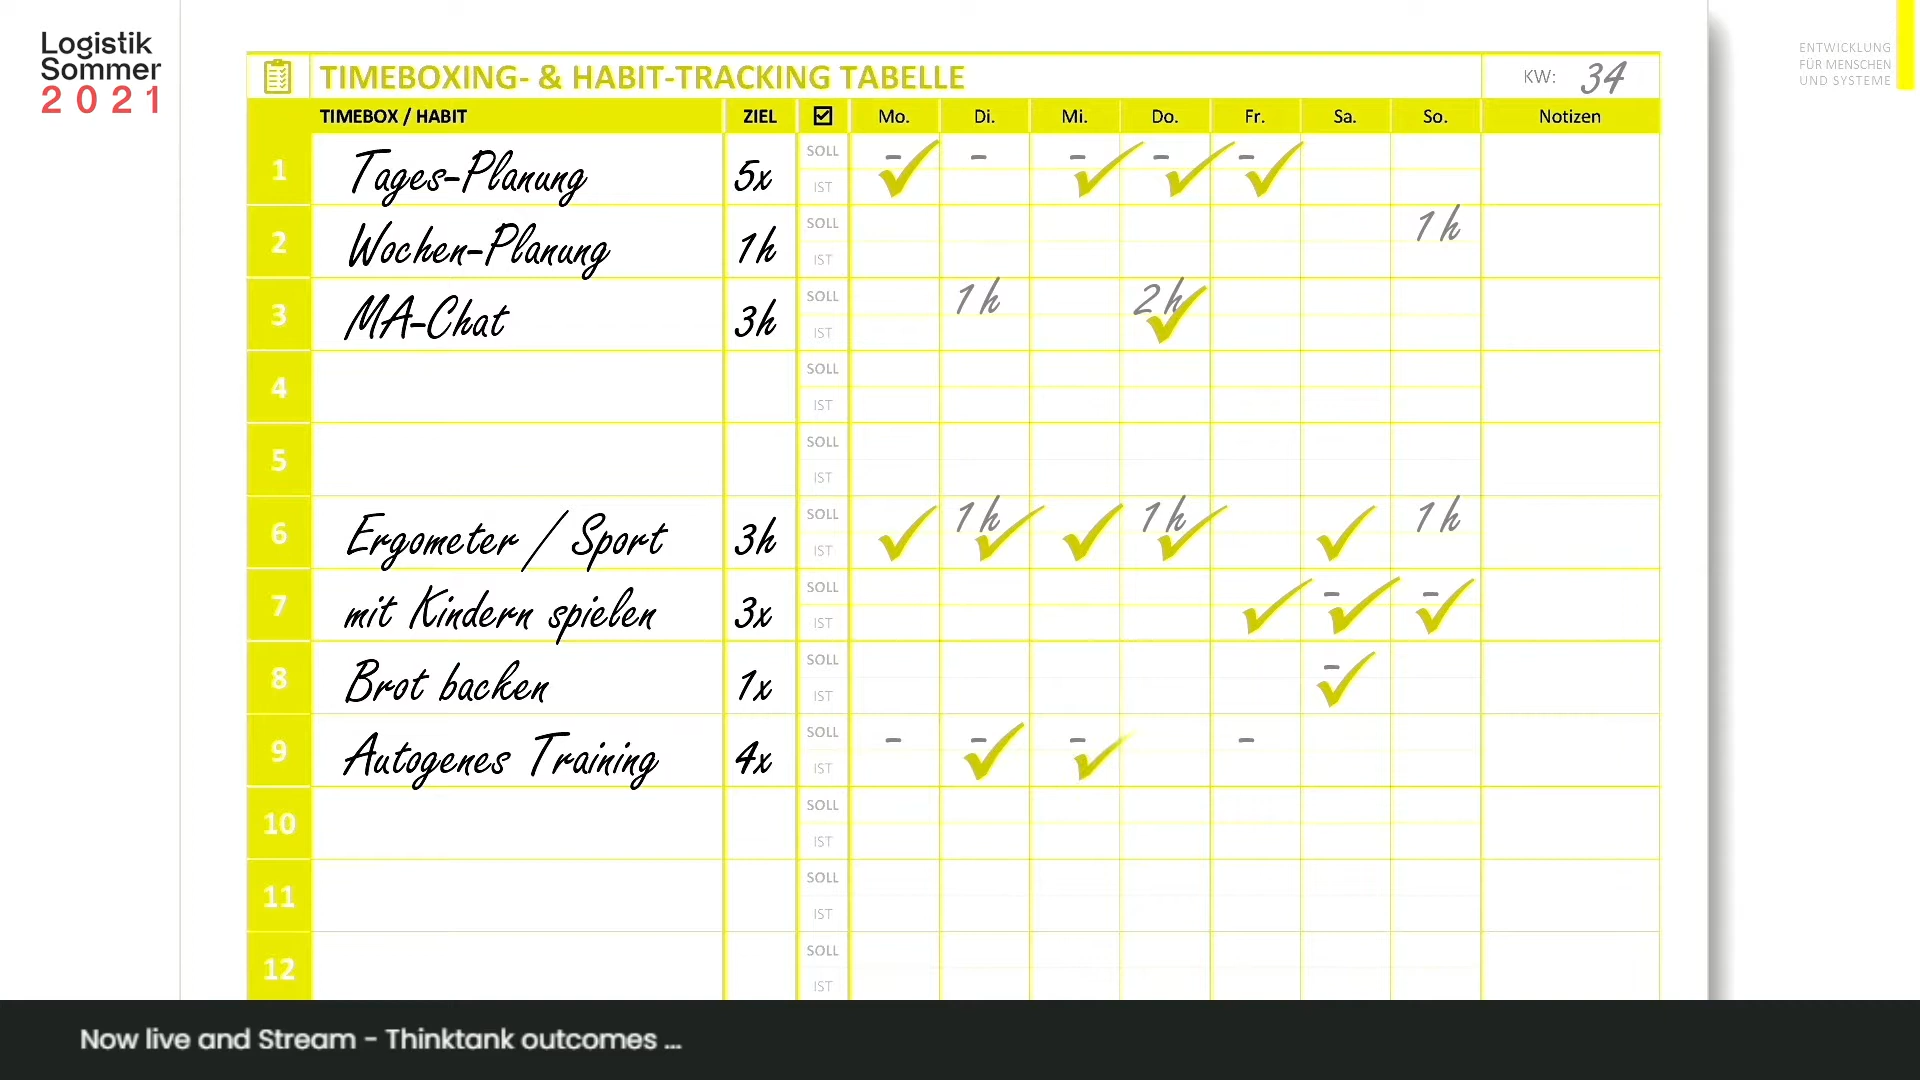 Logistik
Sommer
2021
ENTWICKLUNG
FÜR MENSCHEN
UND SYSTEME
TIMEBOXING- & HABIT-TRACKING TABELLE KW: 34
TIMEBOX / HABIT ZIEL Mo. Di. Mi. Do. Fr. Sa. So. Notizen
1 Tages-Planung 5x SOLL - - - - -
IST
2 Wochen-Planung 1h SOLL 1h
IST
3 MA-Chat 3h SOLL 1h 2h
IST
4 SOLL
IST
5 SOLL
IST
6 Ergometer / Sport 3h SOLL 1h 1h 1h
IST
7 mit Kindern spielen 3x SOLL - -
IST
8 Brot backen 1x SOLL -
IST
9 Autogenes Training 4x SOLL - - - -
IST
10 SOLL
IST
11 SOLL
IST
12 SOLL
IST
Now live and Stream - Thinktank outcomes ...